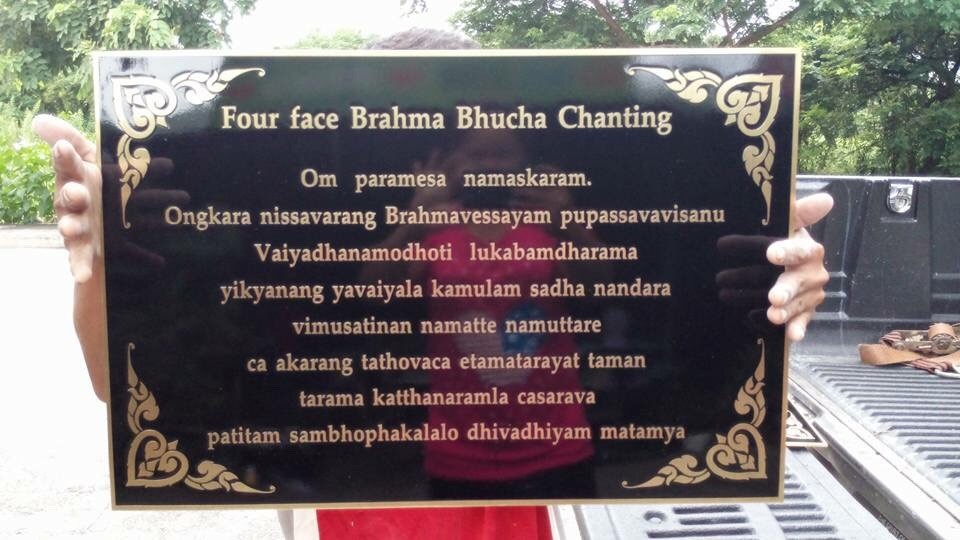 Four face Brahma Bhucha Chanting
Om paramesa namaskaram.
Ongkara nissavarang Brahmavessayam pupassavavisanu
Vaiyadhanamodhoti lukabamdharama
yikyanang yavaiyala kamulam sadha nandara
vimusatinan namatte namuttare
ca akarang tathovaca etamatarayat taman
tarama katthanaramla casarava
patitam sambhophakalalo dhivadhiyam matamya